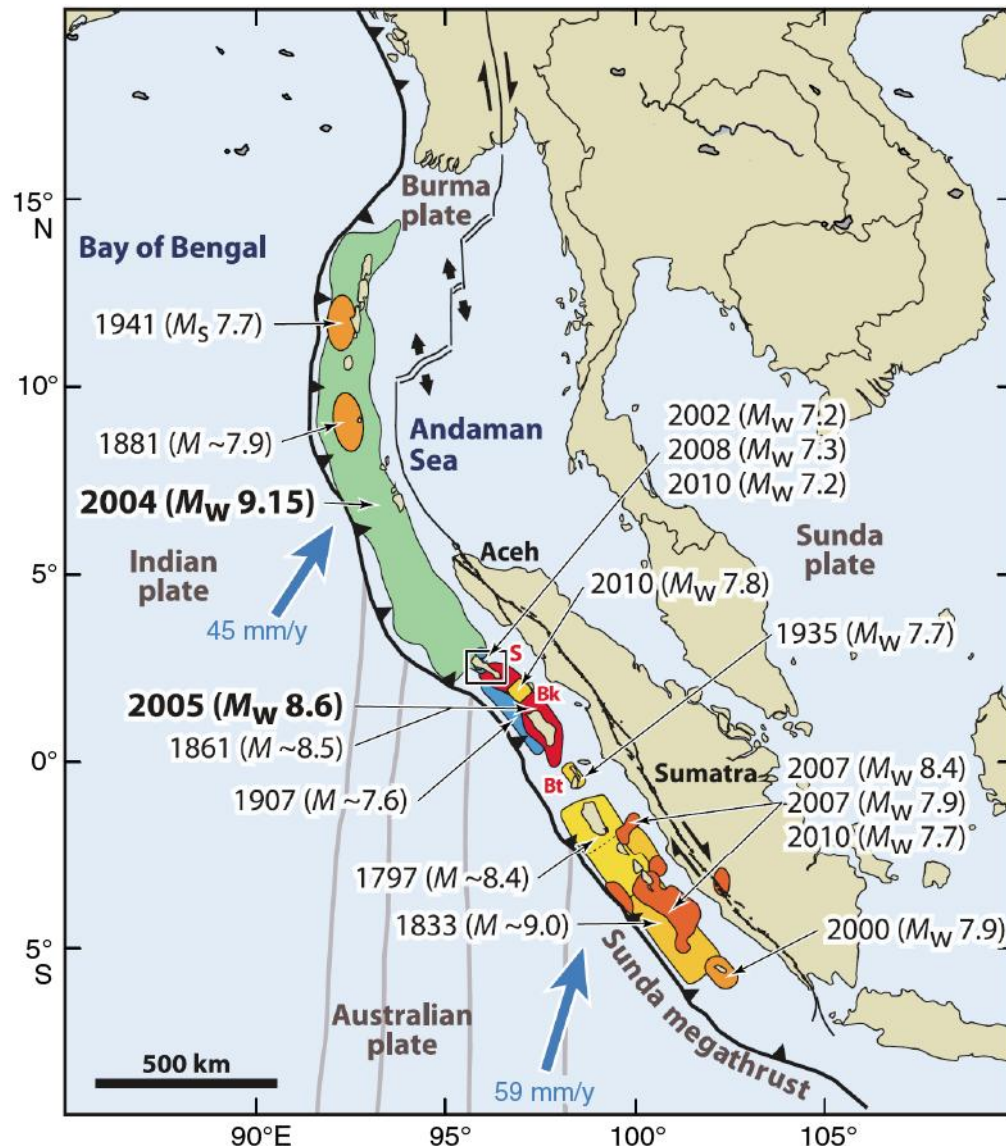 15°
N
Burma
plate
Bay of Bengal
1941 (MS 7.7)
10°
1881 (M ~7.9)
Andaman
Sea
2002 (MW 7.2)
2008 (MW 7.3)
2010 (MW 7.2)
2004 (MW 9.15)
Indian
plate
45 mm/y
Sunda
plate
5°
Aceh
2010 (MW 7.8)
1935 (MW 7.7)
S
Bk
2005 (MW 8.6)
1861 (M ~8.5)
0°
1907 (M ~7.6)
Bt
Sumatra
2007 (MW 8.4)
2007 (MW 7.9)
2010 (MW 7.7)
1797 (M ~8.4)
1833 (M ~9.0)
2000 (MW 7.9)
5°
S
Sunda megathrust
Australian
plate
500 km
59 mm/y
90°E
95°
100°
105°